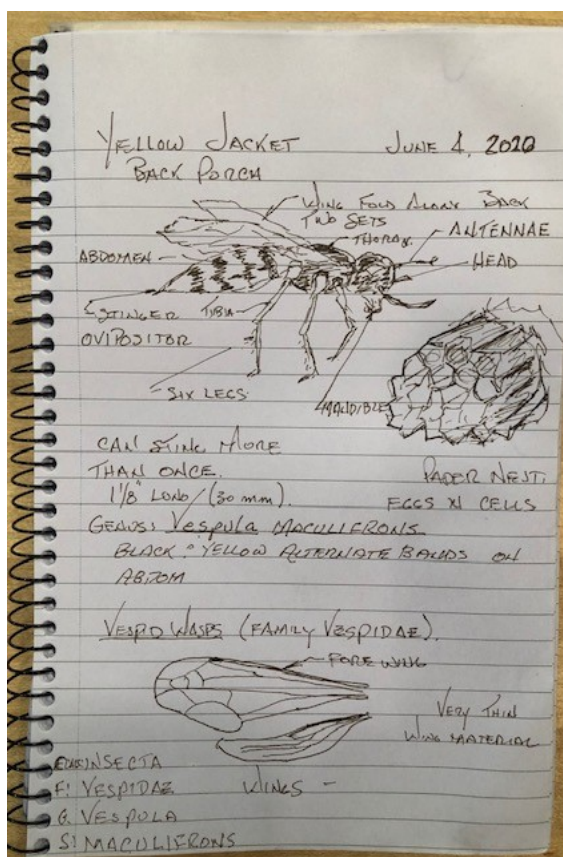 YELLOW JACKET JUNE 4, 2020
BACK PORCH
WING FOLD ALONG BACK
TWO SETS
THORAX
ANTENNAE
ABDOMEN
HEAD
STINGER
TIBIA
OVIPOSITOR
SIX LEGS
MANDIBLE
CAN STING MORE
THAN ONCE.
1 1/8" LONG/(30 mm).
PAPER NEST:
EGGS IN CELLS
GENUS: Vespula MACULIFRONS
BLACK & YELLOW ALTERNATE BANDS ON
ABDOM
VESPID WASPS (FAMILY VESPIDAE).
FORE WING
VERY THIN
WING MATERIAL
CLASS: INSECTA
F: VESPIDAE WINGS -
G: VESPULA
S: MACULIFRONS